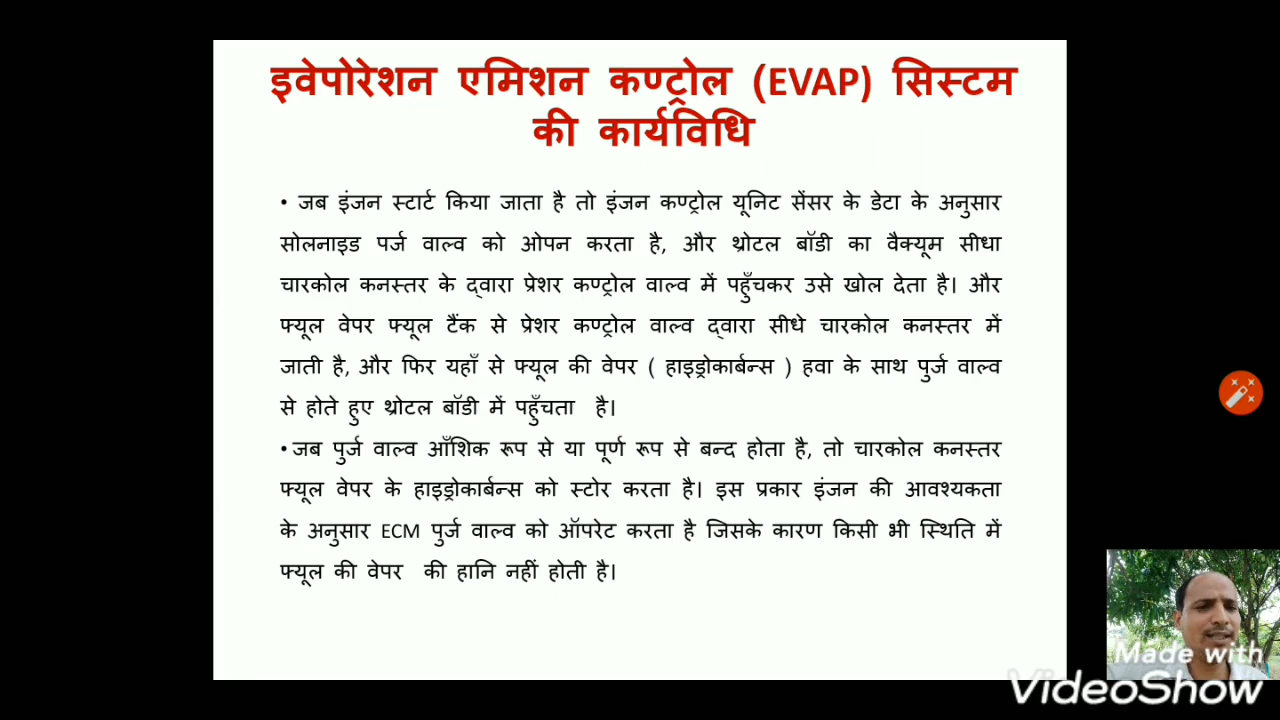 इवेपोरेशन एमिशन कण्ट्रोल (EVAP) सिस्टम
की कार्यविधि
• जब इंजन स्टार्ट किया जाता है तो इंजन कण्ट्रोल यूनिट सेंसर के डेटा के अनुसार
सोलनाइड पर्ज वाल्व को ओपन करता है, और थ्रोटल बॉडी का वैक्यूम सीधा
चारकोल कनस्तर के द्वारा प्रेशर कण्ट्रोल वाल्व में पहुँचकर उसे खोल देता है। और
फ्यूल वेपर फ्यूल टैंक से प्रेशर कण्ट्रोल वाल्व द्वारा सीधे चारकोल कनस्तर में
जाती है, और फिर यहाँ से फ्यूल की वेपर ( हाइड्रोकार्बन्स ) हवा के साथ पुर्ज वाल्व
से होते हुए थ्रोटल बॉडी में पहुँचता है।
• जब पुर्ज वाल्व आँशिक रूप से या पूर्ण रूप से बन्द होता है, तो चारकोल कनस्तर
फ्यूल वेपर के हाइड्रोकार्बन्स को स्टोर करता है। इस प्रकार इंजन की आवश्यकता
के अनुसार ECM पुर्ज वाल्व को ऑपरेट करता है जिसके कारण किसी भी स्थिति में
फ्यूल की वेपर की हानि नहीं होती है।
Made with
VideoShow